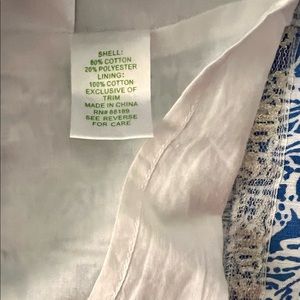 SHELL:
80% COTTON
20% POLYESTER
LINING:
100% COTTON
EXCLUSIVE OF
TRIM
MADE IN CHINA
RN# 88189
SEE REVERSE
FOR CARE